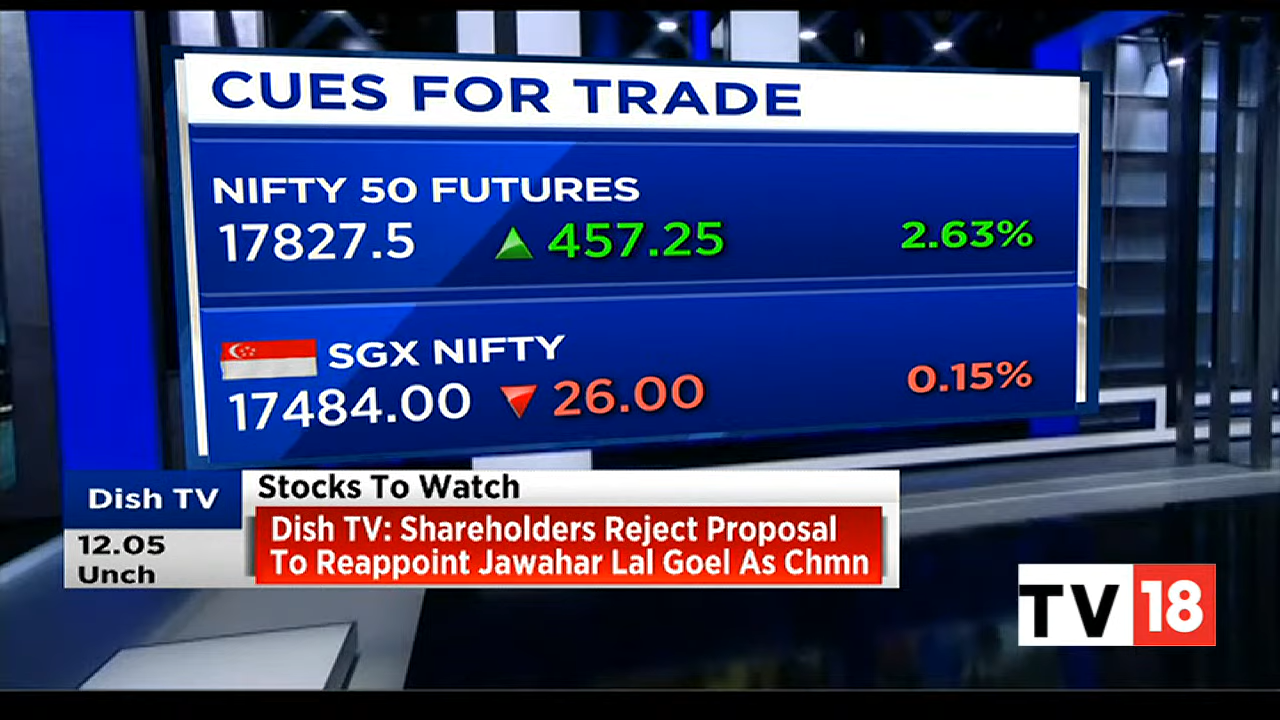 CUES FOR TRADE
NIFTY 50 FUTURES
17827.5 ▲ 457.25 2.63%
SGX NIFTY
17484.00 ▼ 26.00 0.15%
Dish TV
12.05
Unch
Stocks To Watch
Dish TV: Shareholders Reject Proposal
To Reappoint Jawahar Lal Goel As Chmn
TV18